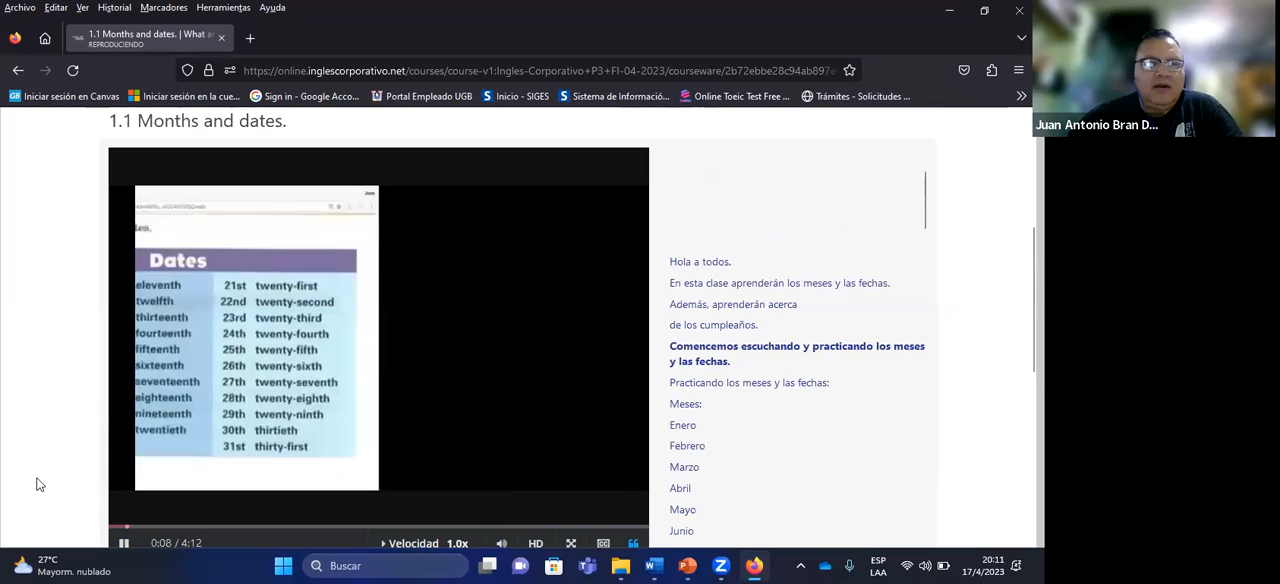 Archivo Editar Ver Historial Marcadores Herramientas Ayuda
1.1 Months and dates. | What a
REPRODUCIENDO
https://online.inglescorporativo.net/courses/course-v1:Ingles-Corporativo+P3+FI-04-2023/courseware/2b72ebbe28c94ab897e
Iniciar sesión en Canvas Iniciar sesión en la cue... Sign in - Google Acco... Portal Empleado UGB Inicio - SIGES Sistema de Informació... Online Toeic Test Free ... Trámites - Solicitudes ...
Juan Antonio Bran D...
1.1 Months and dates.
Dates
eleventh 21st twenty-first
twelfth 22nd twenty-second
thirteenth 23rd twenty-third
fourteenth 24th twenty-fourth
fifteenth 25th twenty-fifth
sixteenth 26th twenty-sixth
seventeenth 27th twenty-seventh
eighteenth 28th twenty-eighth
nineteenth 29th twenty-ninth
twentieth 30th thirtieth
31st thirty-first
Hola a todos.
En esta clase aprenderán los meses y las fechas.
Además, aprenderán acerca
de los cumpleaños.
Comencemos escuchando y practicando los meses
y las fechas.
Practicando los meses y las fechas:
Meses:
Enero
Febrero
Marzo
Abril
Mayo
Junio
0:08 / 4:12 Velocidad 1.0x HD
27°C
Mayorm. nublado
Buscar
ESP
LAA
20:11
17/4/2023